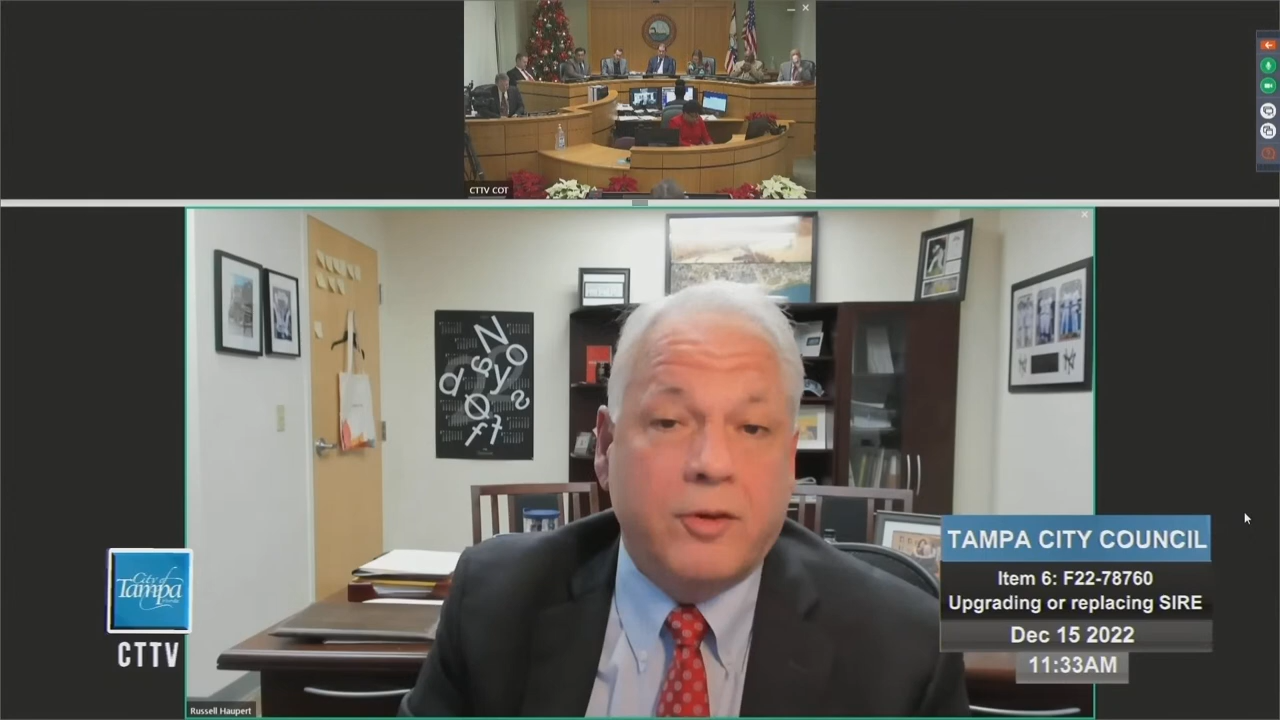 CTTV COT
N
o
d a y s
o
f t
City of
Tampa
CTTV
TAMPA CITY COUNCIL
Item 6: F22-78760
Upgrading or replacing SIRE
Dec 15 2022
11:33AM
Russell Haupert